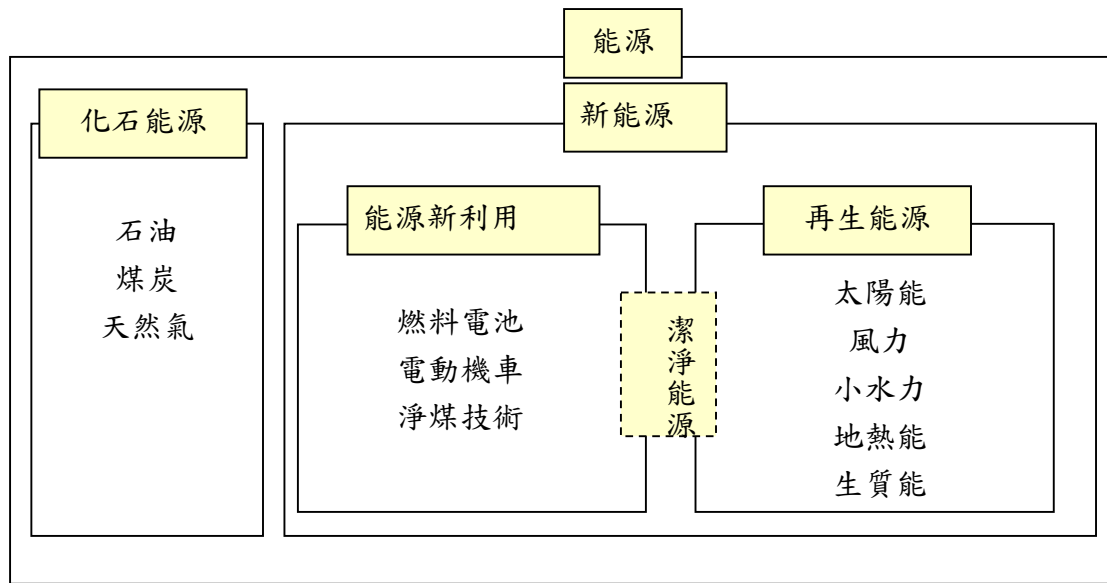 能源
化石能源
新能源
石油
煤炭
天然氣
能源新利用
燃料電池
電動機車
淨煤技術
潔淨能源
再生能源
太陽能
風力
小水力
地熱能
生質能